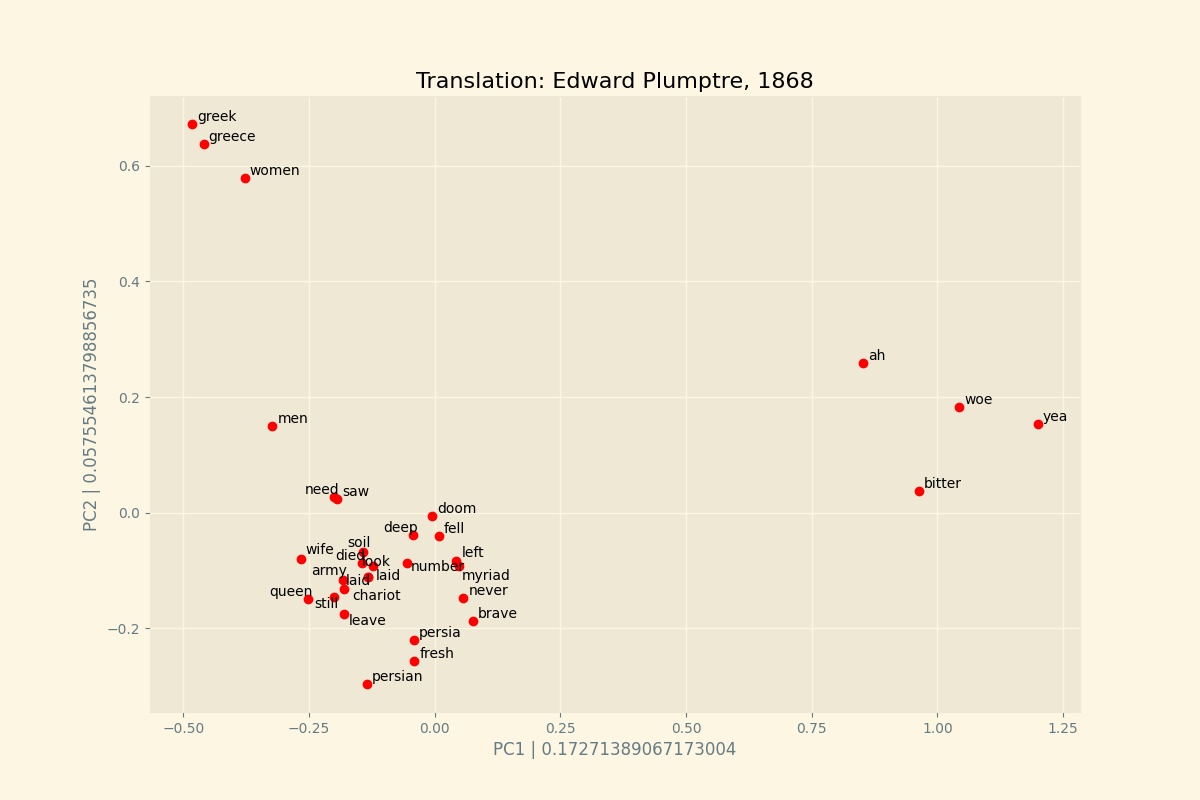 Translation: Edward Plumptre, 1868
greek
greece
women
ah
woe
yea
men
bitter
need
saw
doom
deep
fell
soil
wife
died
look
left
number
army
laid
laid
myriad
queen
still
chariot
never
leave
brave
persia
fresh
persian
0.6
0.4
0.2
0.0
−0.2
PC2 | 0.05755461379885673​5
−0.50
−0.25
0.00
0.25
0.50
0.75
1.00
1.25
PC1 | 0.17271389067173004